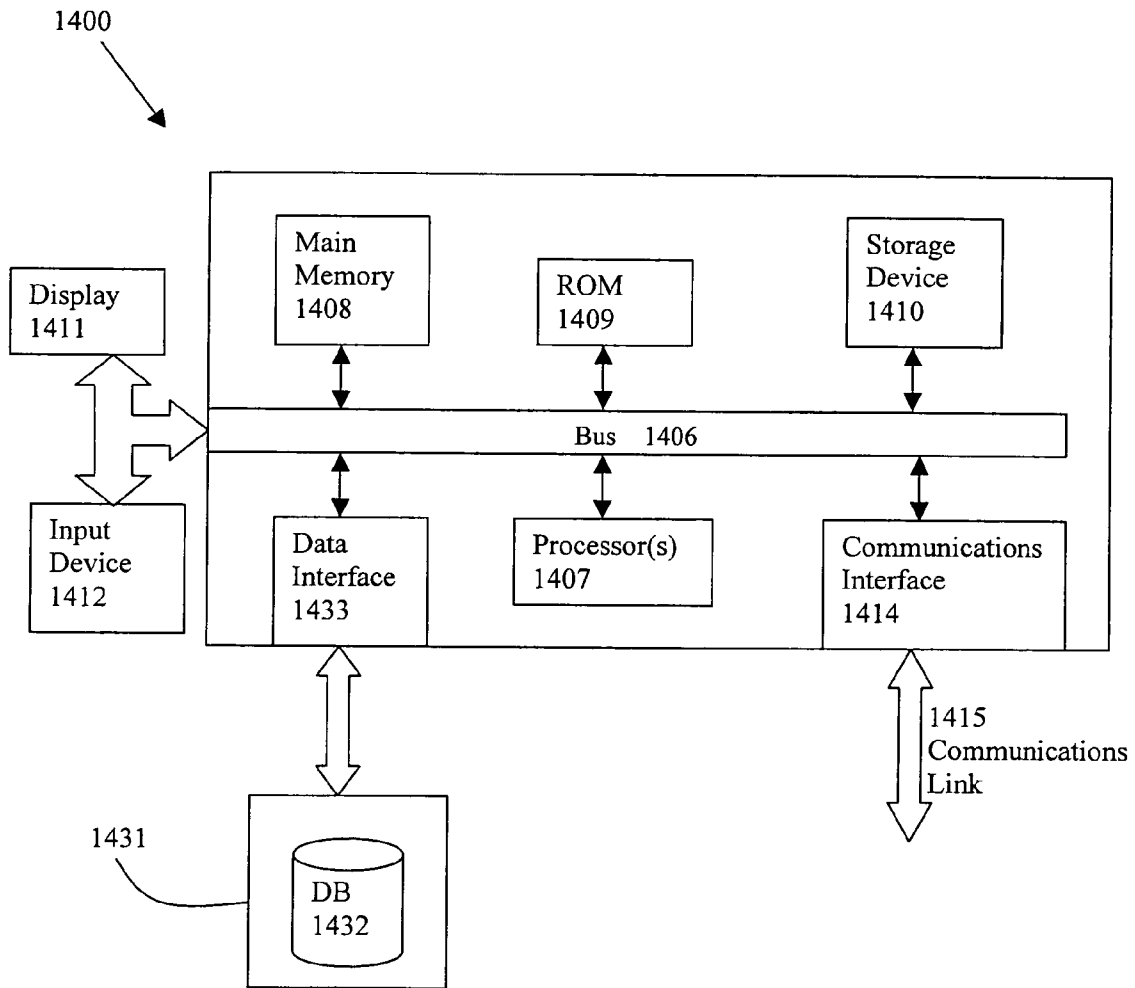 1400
Main
Memory
1408
ROM
1409
Storage
Device
1410
Display
1411
Bus 1406
Input
Device
1412
Data
Interface
1433
Processor(s)
1407
Communications
Interface
1414
1415
Communications
Link
1431
DB
1432